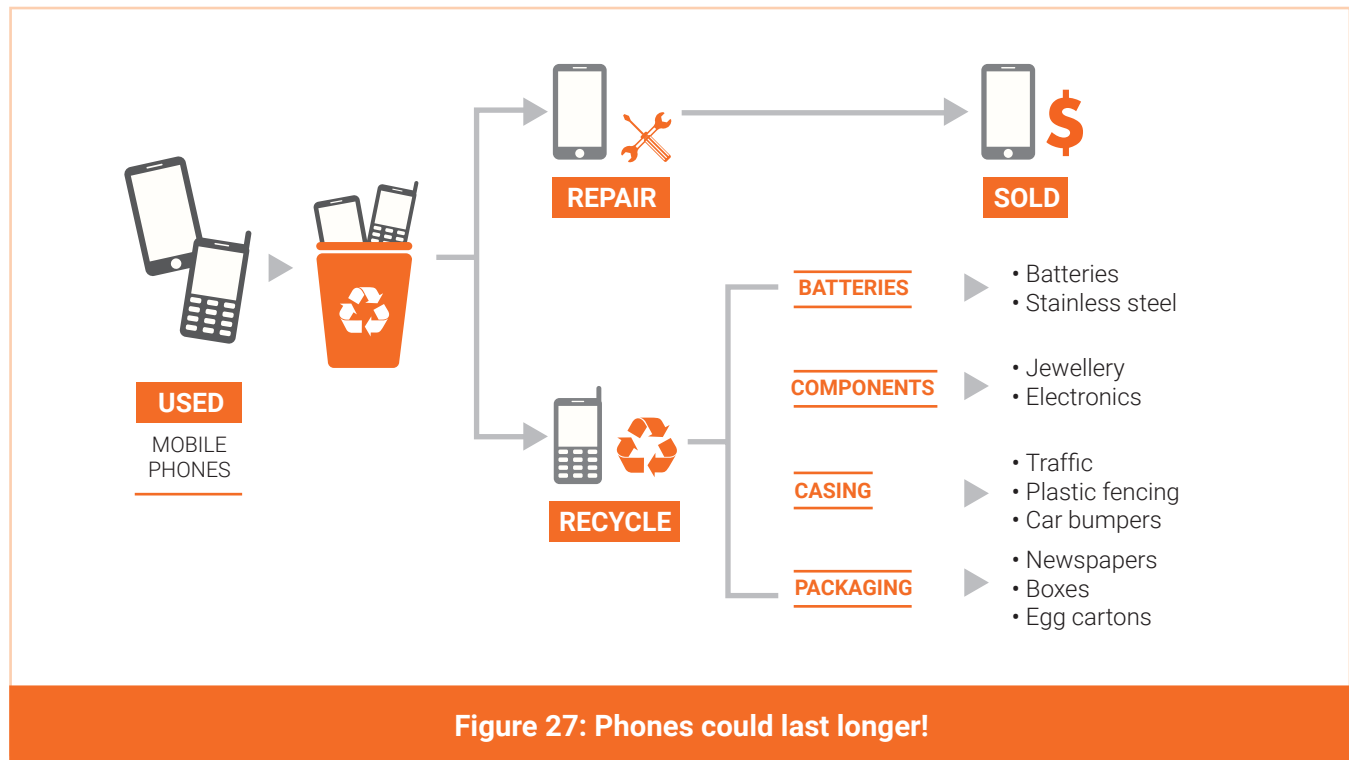 USED
MOBILE
PHONES
REPAIR
$
SOLD
RECYCLE
BATTERIES
• Batteries
• Stainless steel
COMPONENTS
• Jewellery
• Electronics
CASING
• Traffic
• Plastic fencing
• Car bumpers
PACKAGING
• Newspapers
• Boxes
• Egg cartons
Figure 27: Phones could last longer!